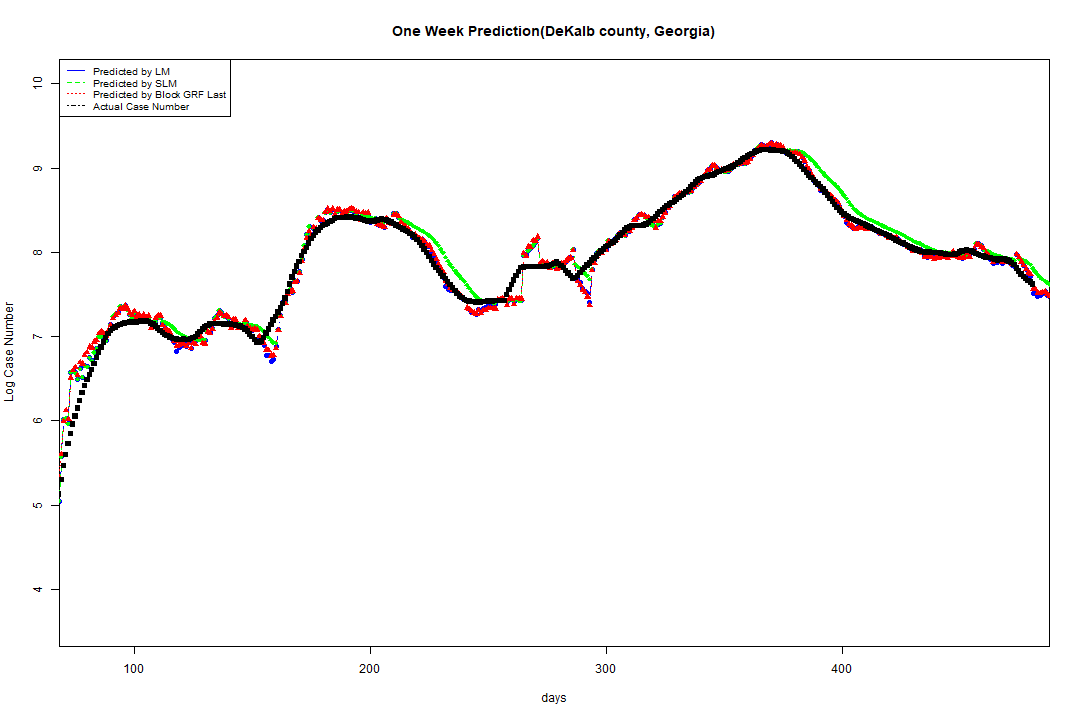 One Week Prediction(DeKalb county, Georgia)
Predicted by LM
Predicted by SLM
Predicted by Block GRF Last
Actual Case Number
10
9
8
7
6
5
4
Log Case Number
100 200 300 400
days